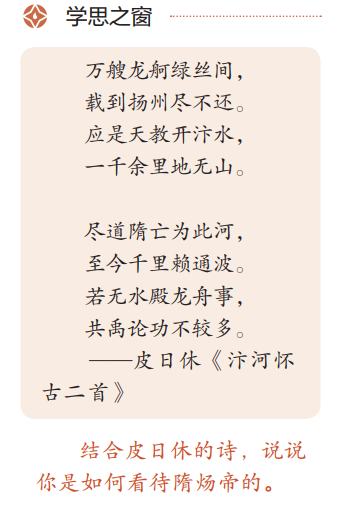 学思之窗
万艘龙舸绿丝间，
载到扬州尽不还。
应是天教开汴水，
一千余里地无山。
尽道隋亡为此河，
至今千里赖通波。
若无水殿龙舟事，
共禹论功不较多。
——皮日休《汴河怀
古二首》
结合皮日休的诗，说说
你是如何看待隋炀帝的。